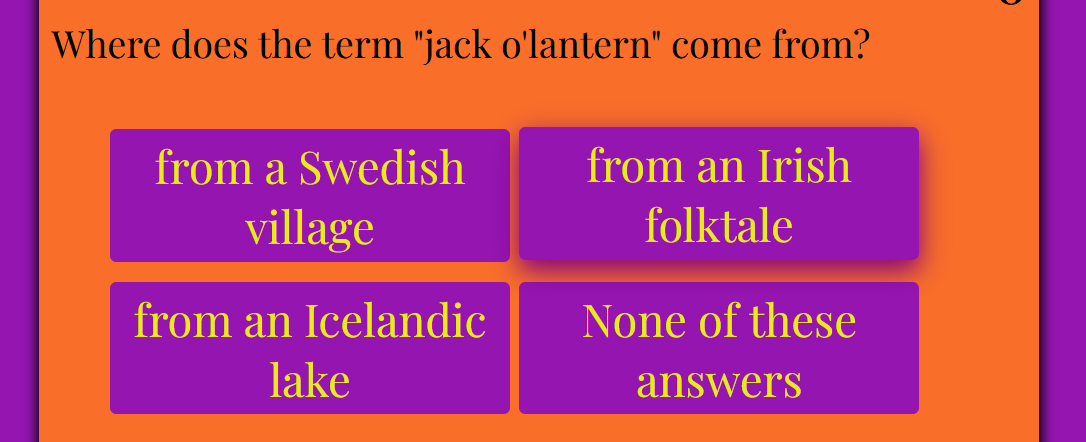 Where does the term "jack o'lantern" come from?
from a Swedish
village
from an Irish
folktale
from an Icelandic
lake
None of these
answers